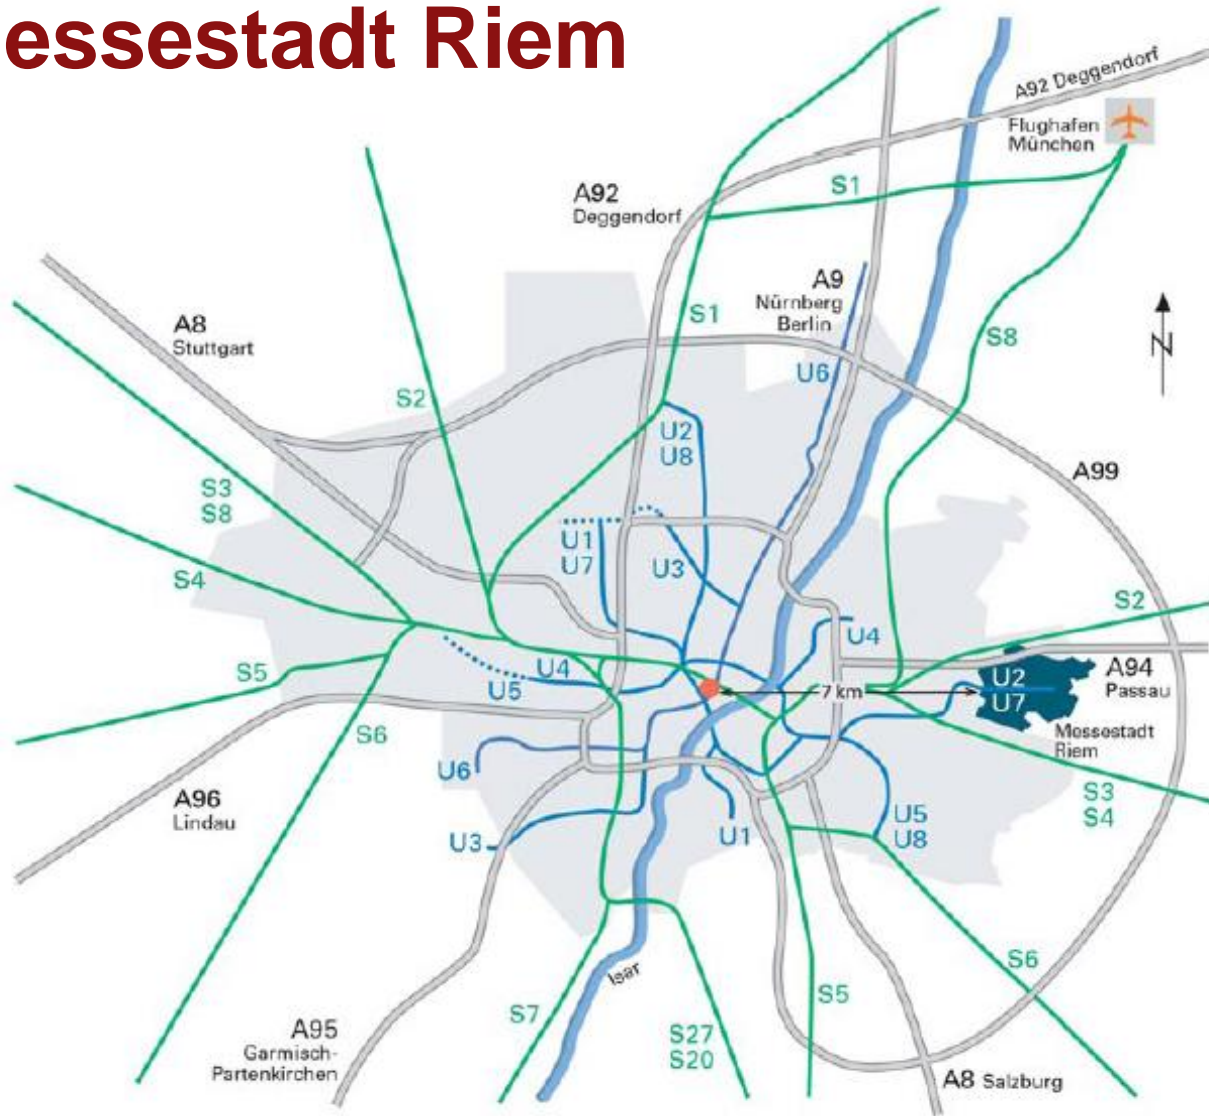 essestadt Riem
A92 Deggendorf
Flughafen
München
A92
Deggendorf
S1
A9
Nürnberg
Berlin
S1
A8
Stuttgart
S8
N
U6
S2
U2
U8
A99
S3
S8
U1
U7
U3
S4
S2
U4
S5
U4
U5
7 km
U2
U7
A94
Passau
S6
Messestadt
Riem
U6
A96
Lindau
S3
S4
U3
U1
U5
U8
Isar
S6
S5
S7
A95
Garmisch-
Partenkirchen
S27
S20
A8 Salzburg